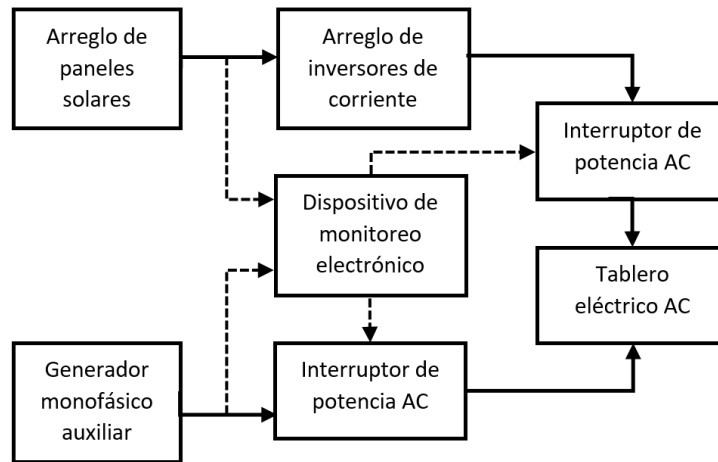 Arreglo de
paneles
solares
Arreglo de
inversores de
corriente
Interruptor de
potencia AC
Dispositivo de
monitoreo
electrónico
Tablero
eléctrico AC
Generador
monofásico
auxiliar
Interruptor de
potencia AC